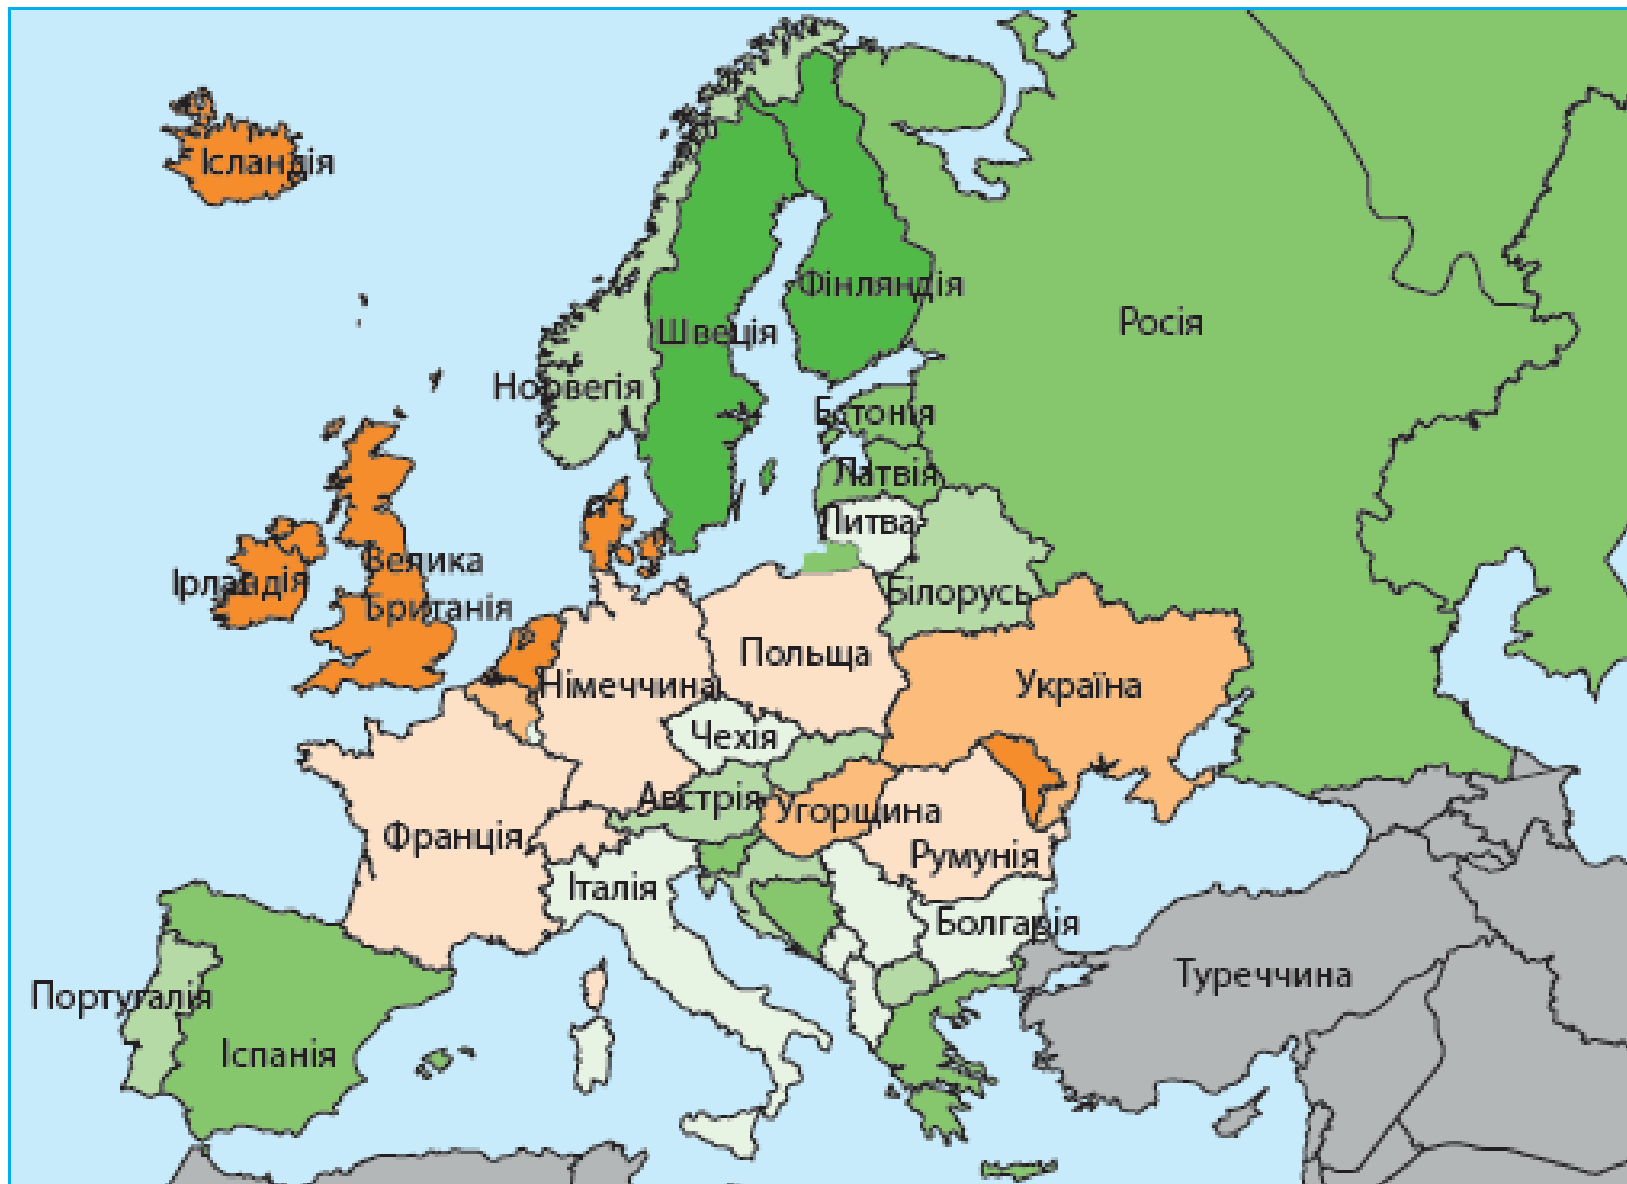 Ісландія
Фінляндія
Росія
Швеція
Норвегія
Естонія
Латвія
Литва
Велика
Британія
Ірландія
Білорусь
Польща
Німеччина
Україна
Чехія
Австрія
Угорщина
Франція
Румунія
Італія
Болгарія
Туреччина
Португалія
Іспанія